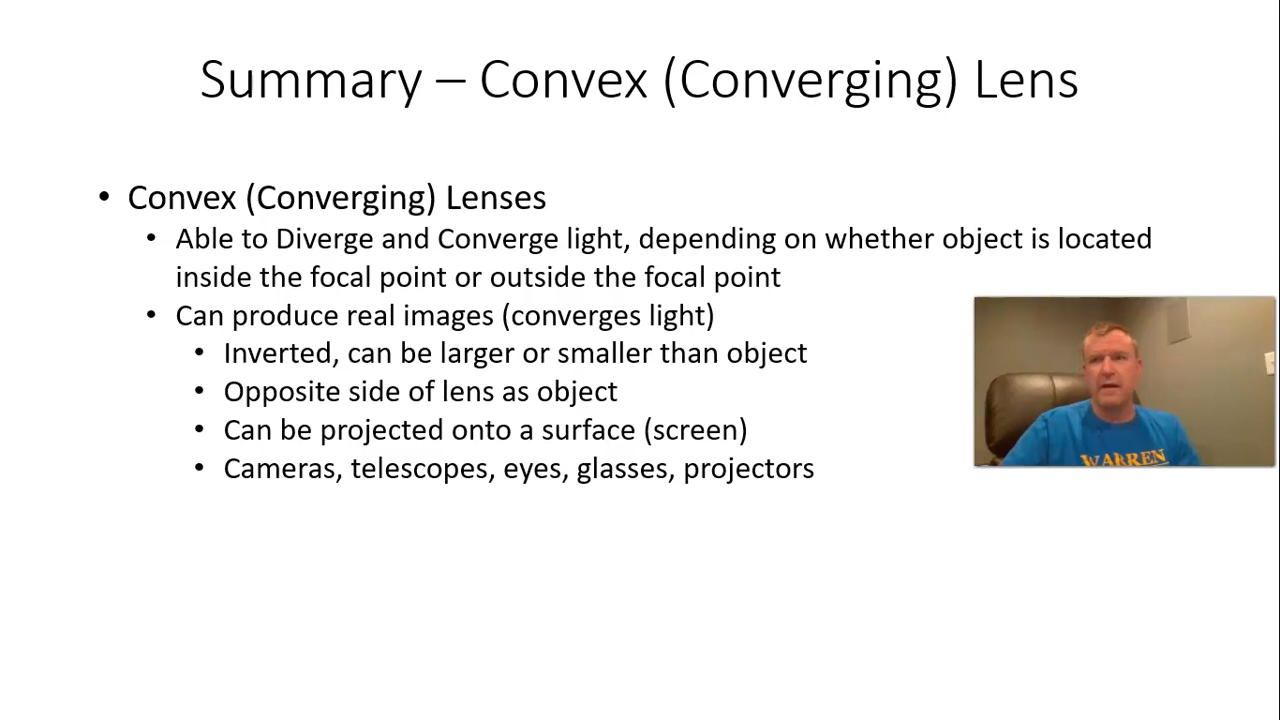 Summary – Convex (Converging) Lens
• Convex (Converging) Lenses
• Able to Diverge and Converge light, depending on whether object is located
inside the focal point or outside the focal point
• Can produce real images (converges light)
• Inverted, can be larger or smaller than object
• Opposite side of lens as object
• Can be projected onto a surface (screen)
• Cameras, telescopes, eyes, glasses, projectors
WARREN